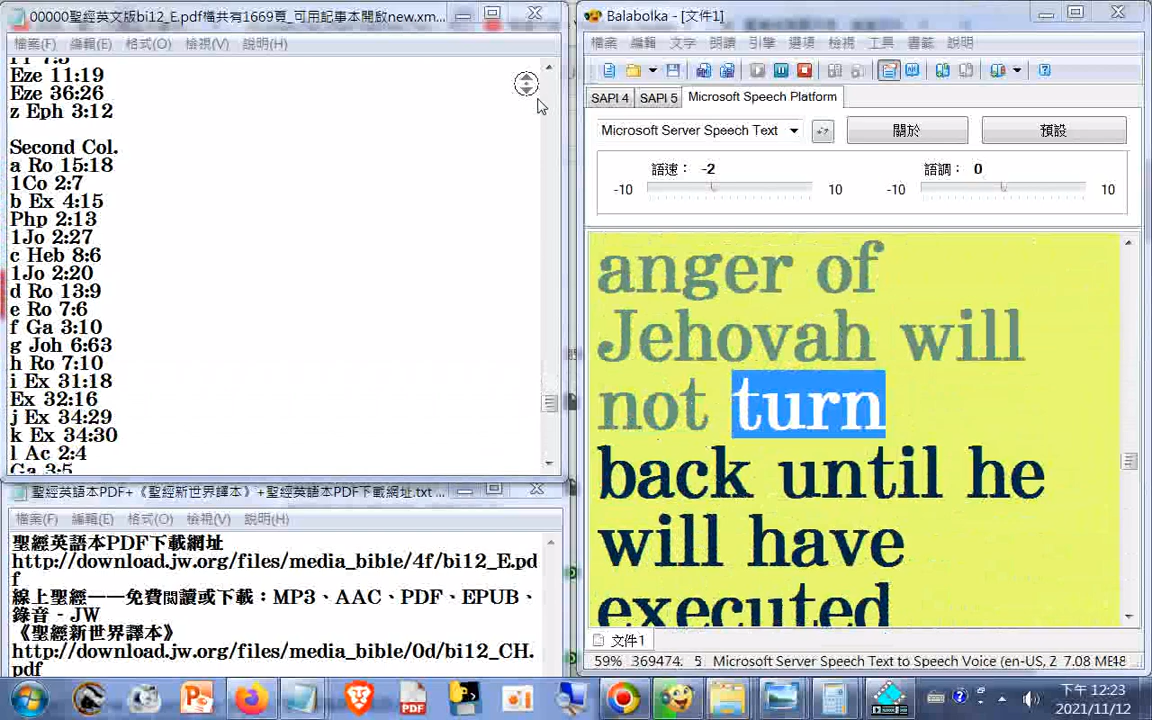 00000聖經英文版bi12_E.pdf檔共有1669頁_可用記事本開啟new.xm...
檔案(F) 編輯(E) 格式(O) 檢視(V) 說明(H)
Eze 11:19
Eze 36:26
z Eph 3:12
Second Col.
a Ro 15:18
1Co 2:7
b Ex 4:15
Php 2:13
1Jo 2:27
c Heb 8:6
1Jo 2:20
d Ro 13:9
e Ro 7:6
f Ga 3:10
g Joh 6:63
h Ro 7:10
i Ex 31:18
Ex 32:16
j Ex 34:29
k Ex 34:30
l Ac 2:4
Ga 3:5
聖經英語本PDF+《聖經新世界譯本》+聖經英語本PDF下載網址.txt ...
檔案(F) 編輯(E) 格式(O) 檢視(V) 說明(H)
聖經英語本PDF下載網址
http://download.jw.org/files/media_bible/4f/bi12_E.pd
f
線上聖經——免費閱讀或下載：MP3、AAC、PDF、EPUB、
錄音 - JW
《聖經新世界譯本》
http://download.jw.org/files/media_bible/0d/bi12_CH.
pdf
Balabolka - [文件1]
檔案 編輯 文字 朗讀 引擎 選項 檢視 工具 書籤 說明
SAPI 4 SAPI 5 Microsoft Speech Platform
Microsoft Server Speech Text 關於 預設
語速： -2 語調： 0
-10 10 -10 10
anger of
Jehovah will
not turn
back until he
will have
executed
文件1
59% 369474. 5 Microsoft Server Speech Text to Speech Voice (en-US, 2 7.08 ME48
下午 12:23
2021/11/12